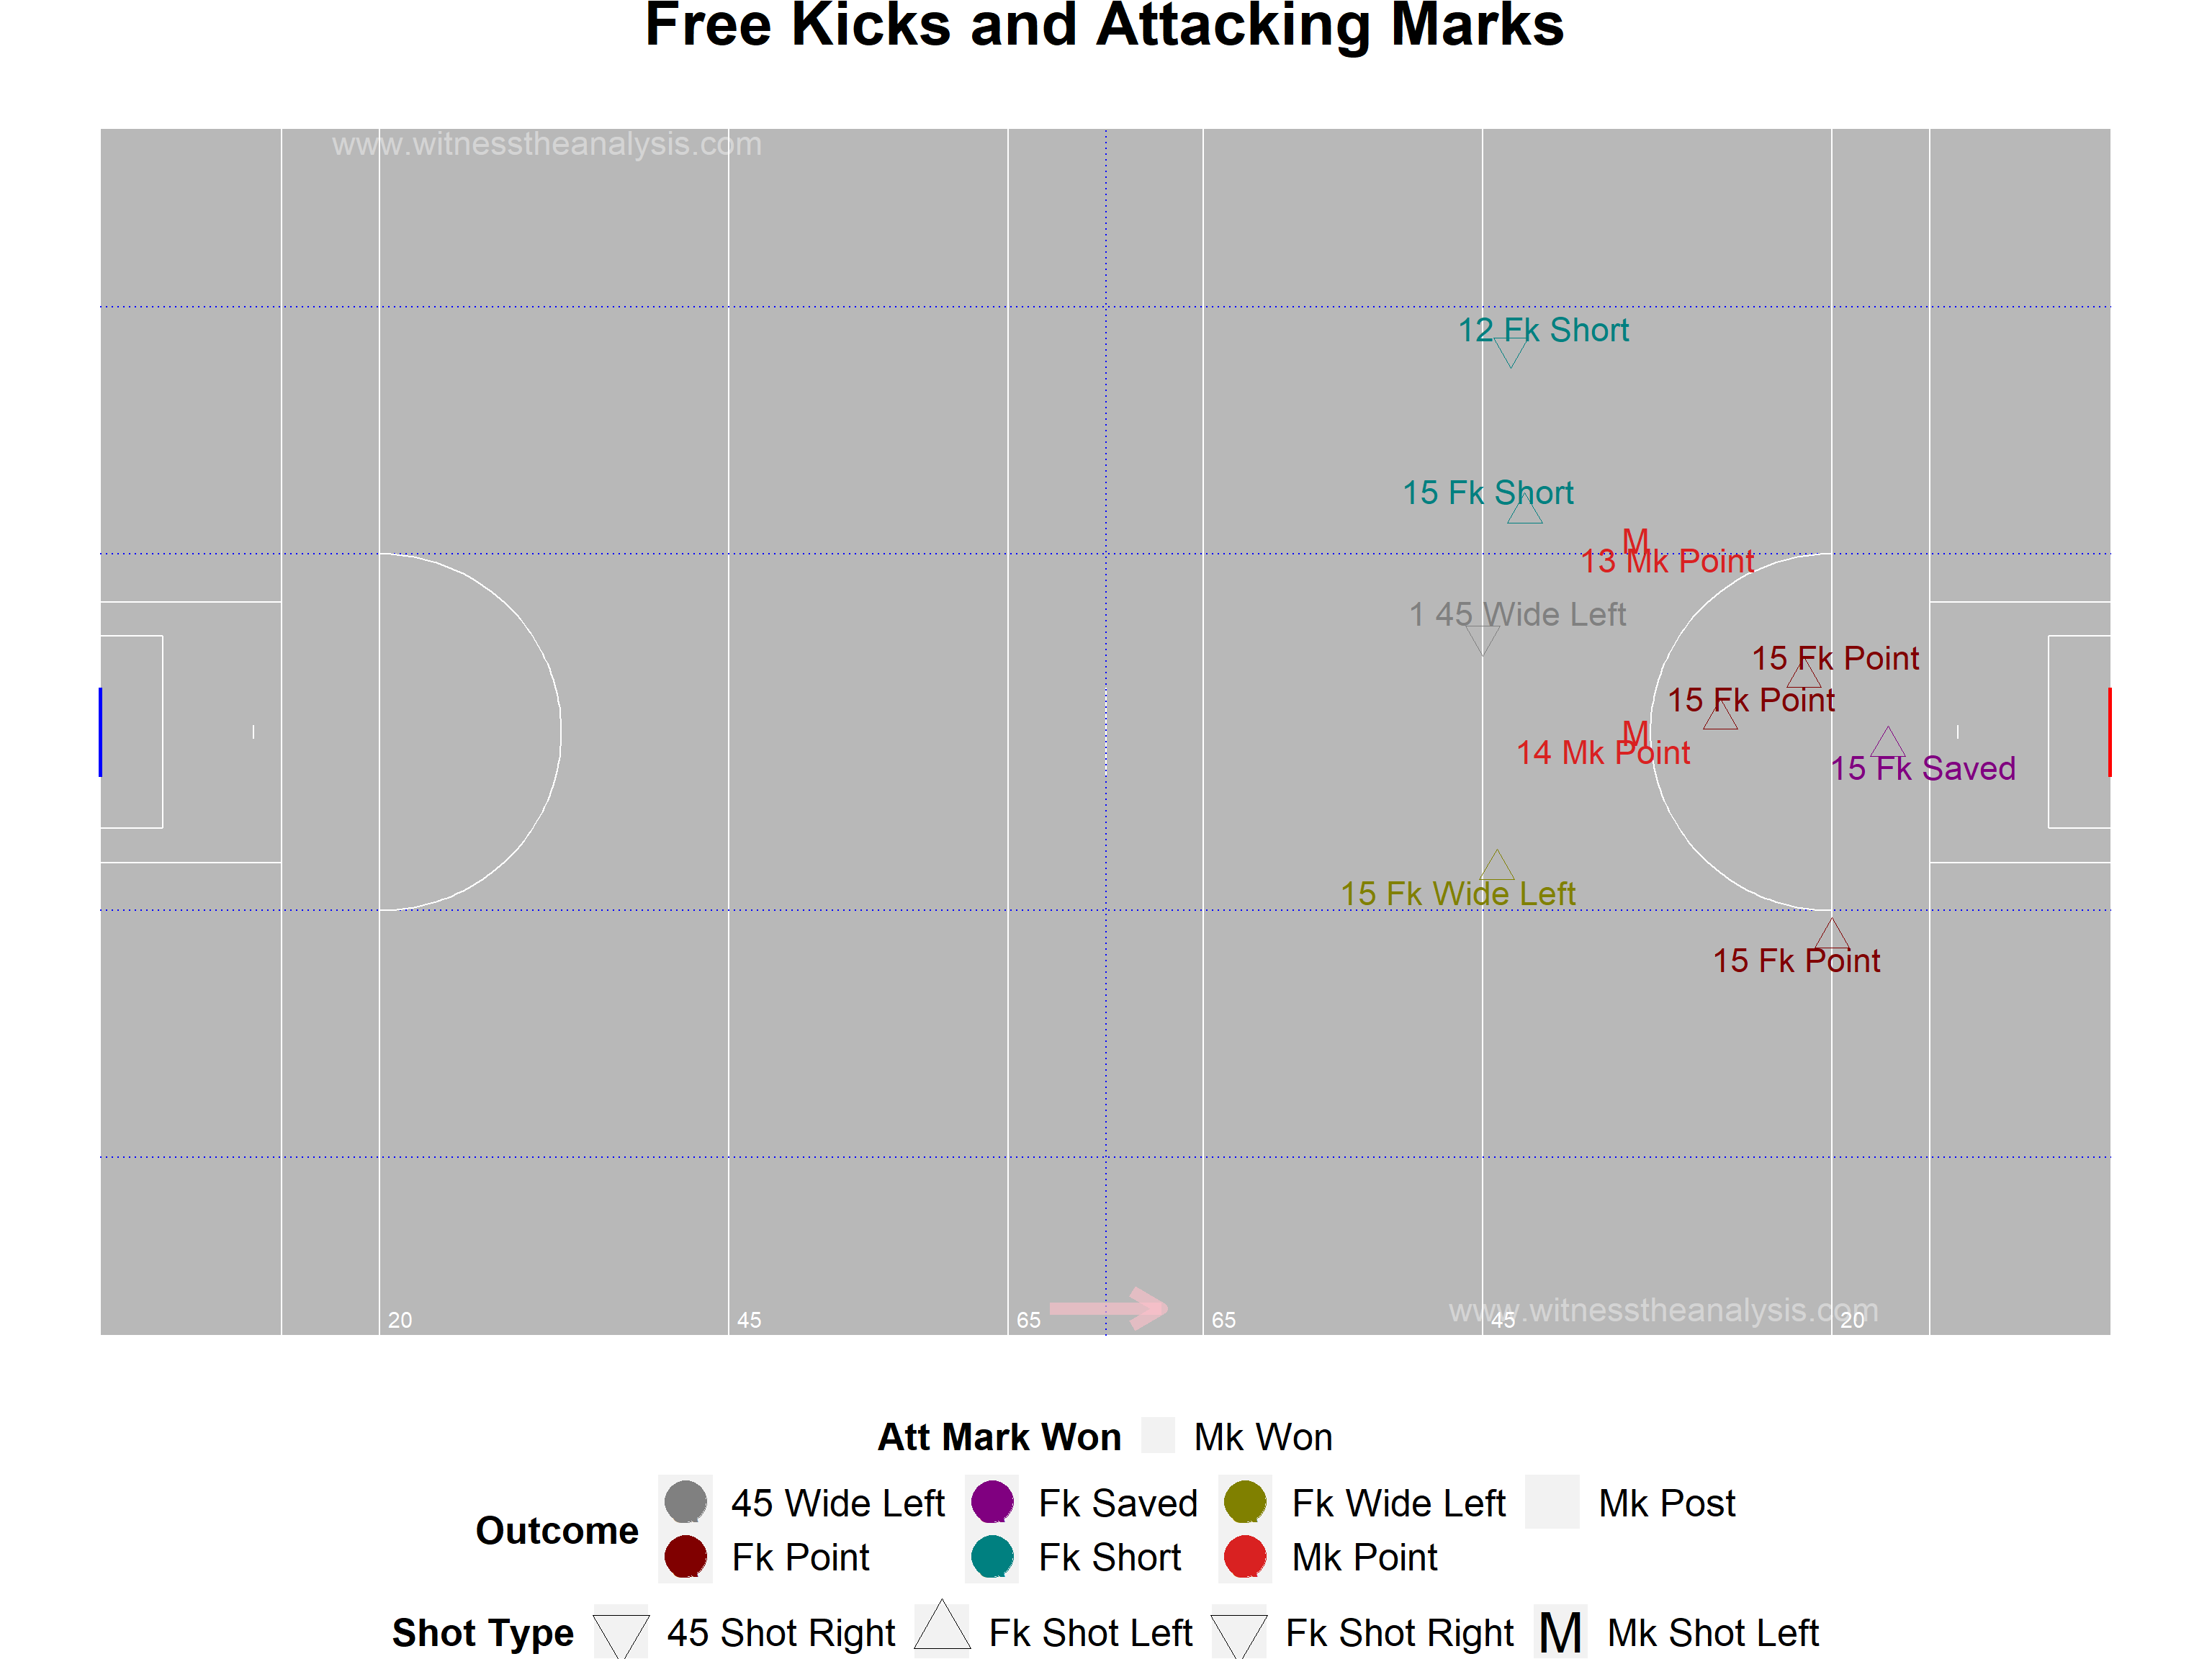 Free Kicks and Attacking Marks
www.witnesstheanalysis.com
12 Fk Short
15 Fk Short
M
13 Mk Point
1 45 Wide Left
15 Fk Point
15 Fk Point
M
14 Mk Point
15 Fk Saved
15 Fk Wide Left
15 Fk Point
www.witnesstheanalysis.com
20 45 65 65 45 20
Att Mark Won Mk Won
Outcome 45 Wide Left Fk Saved Fk Wide Left Mk Post
Fk Point Fk Short Mk Point
Shot Type 45 Shot Right Fk Shot Left Fk Shot Right M Mk Shot Left